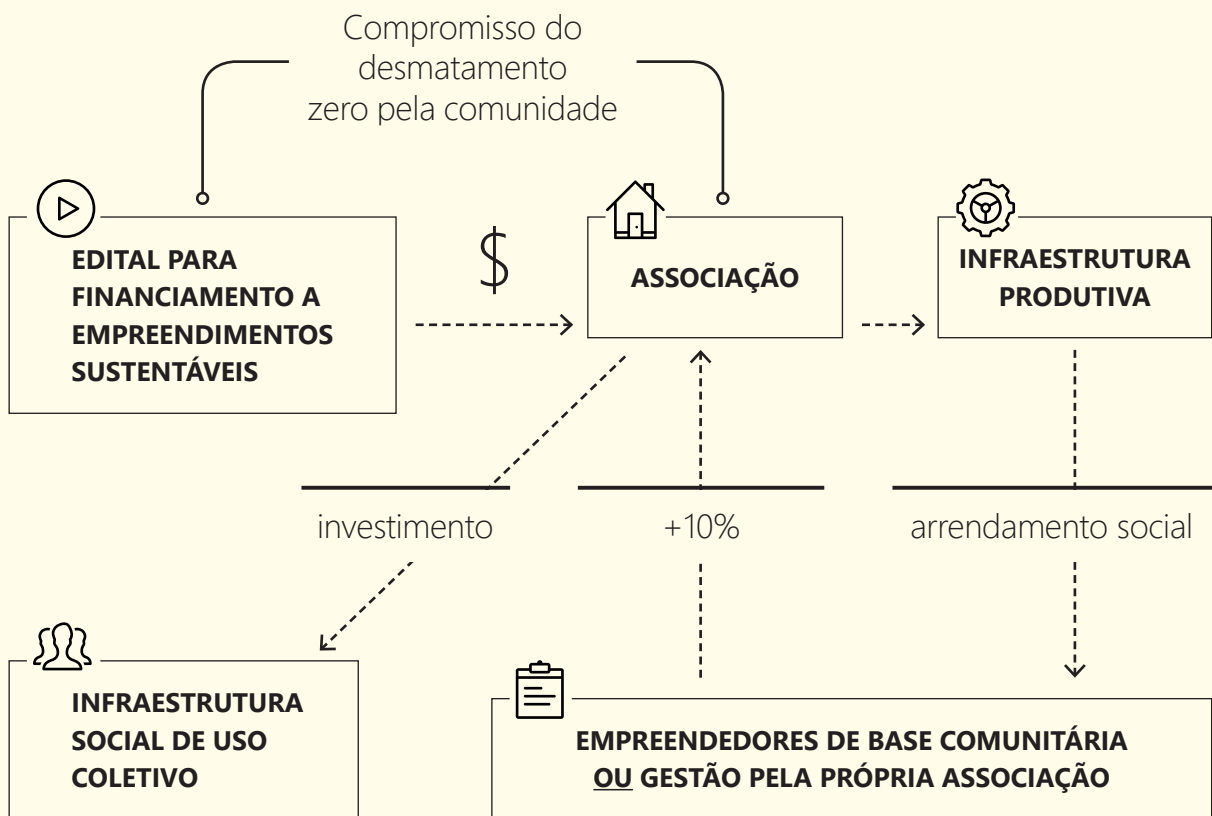 Compromisso do
desmatamento
zero pela comunidade
EDITAL PARA
FINANCIAMENTO A
EMPREENDIMENTOS
SUSTENTÁVEIS
$
ASSOCIAÇÃO
INFRAESTRUTURA
PRODUTIVA
investimento
+10%
arrendamento social
INFRAESTRUTURA
SOCIAL DE USO
COLETIVO
EMPREENDEDORES DE BASE COMUNITÁRIA
OU GESTÃO PELA PRÓPRIA ASSOCIAÇÃO